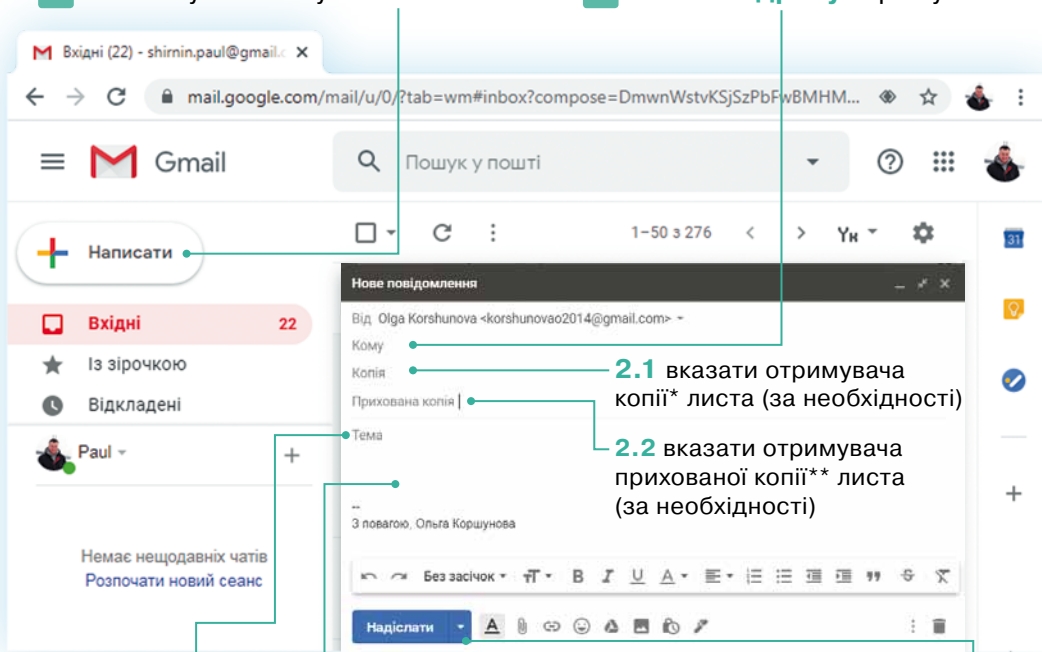 Вхідні (22) - shirnin.paul@gmail.c
mail.google.com/mail/u/0/?tab=wm#inbox?compose=DmwnWstvKSjSzPbFwBMHM...
Gmail
Пошук у пошті
Написати
1–50 з 276
31
Вхідні 22
Із зірочкою
Відкладені
Paul
Немає нещодавніх чатів
Розпочати новий сеанс
Нове повідомлення
Від Olga Korshunova <korshunovao2014@gmail.com>
Кому
Копія
Прихована копія
Тема
2.1 вказати отримувача
копії* листа (за необхідності)
2.2 вказати отримувача
прихованої копії** листа
(за необхідності)
--
З повагою, Ольга Коршунова
Без засічок
Надіслати